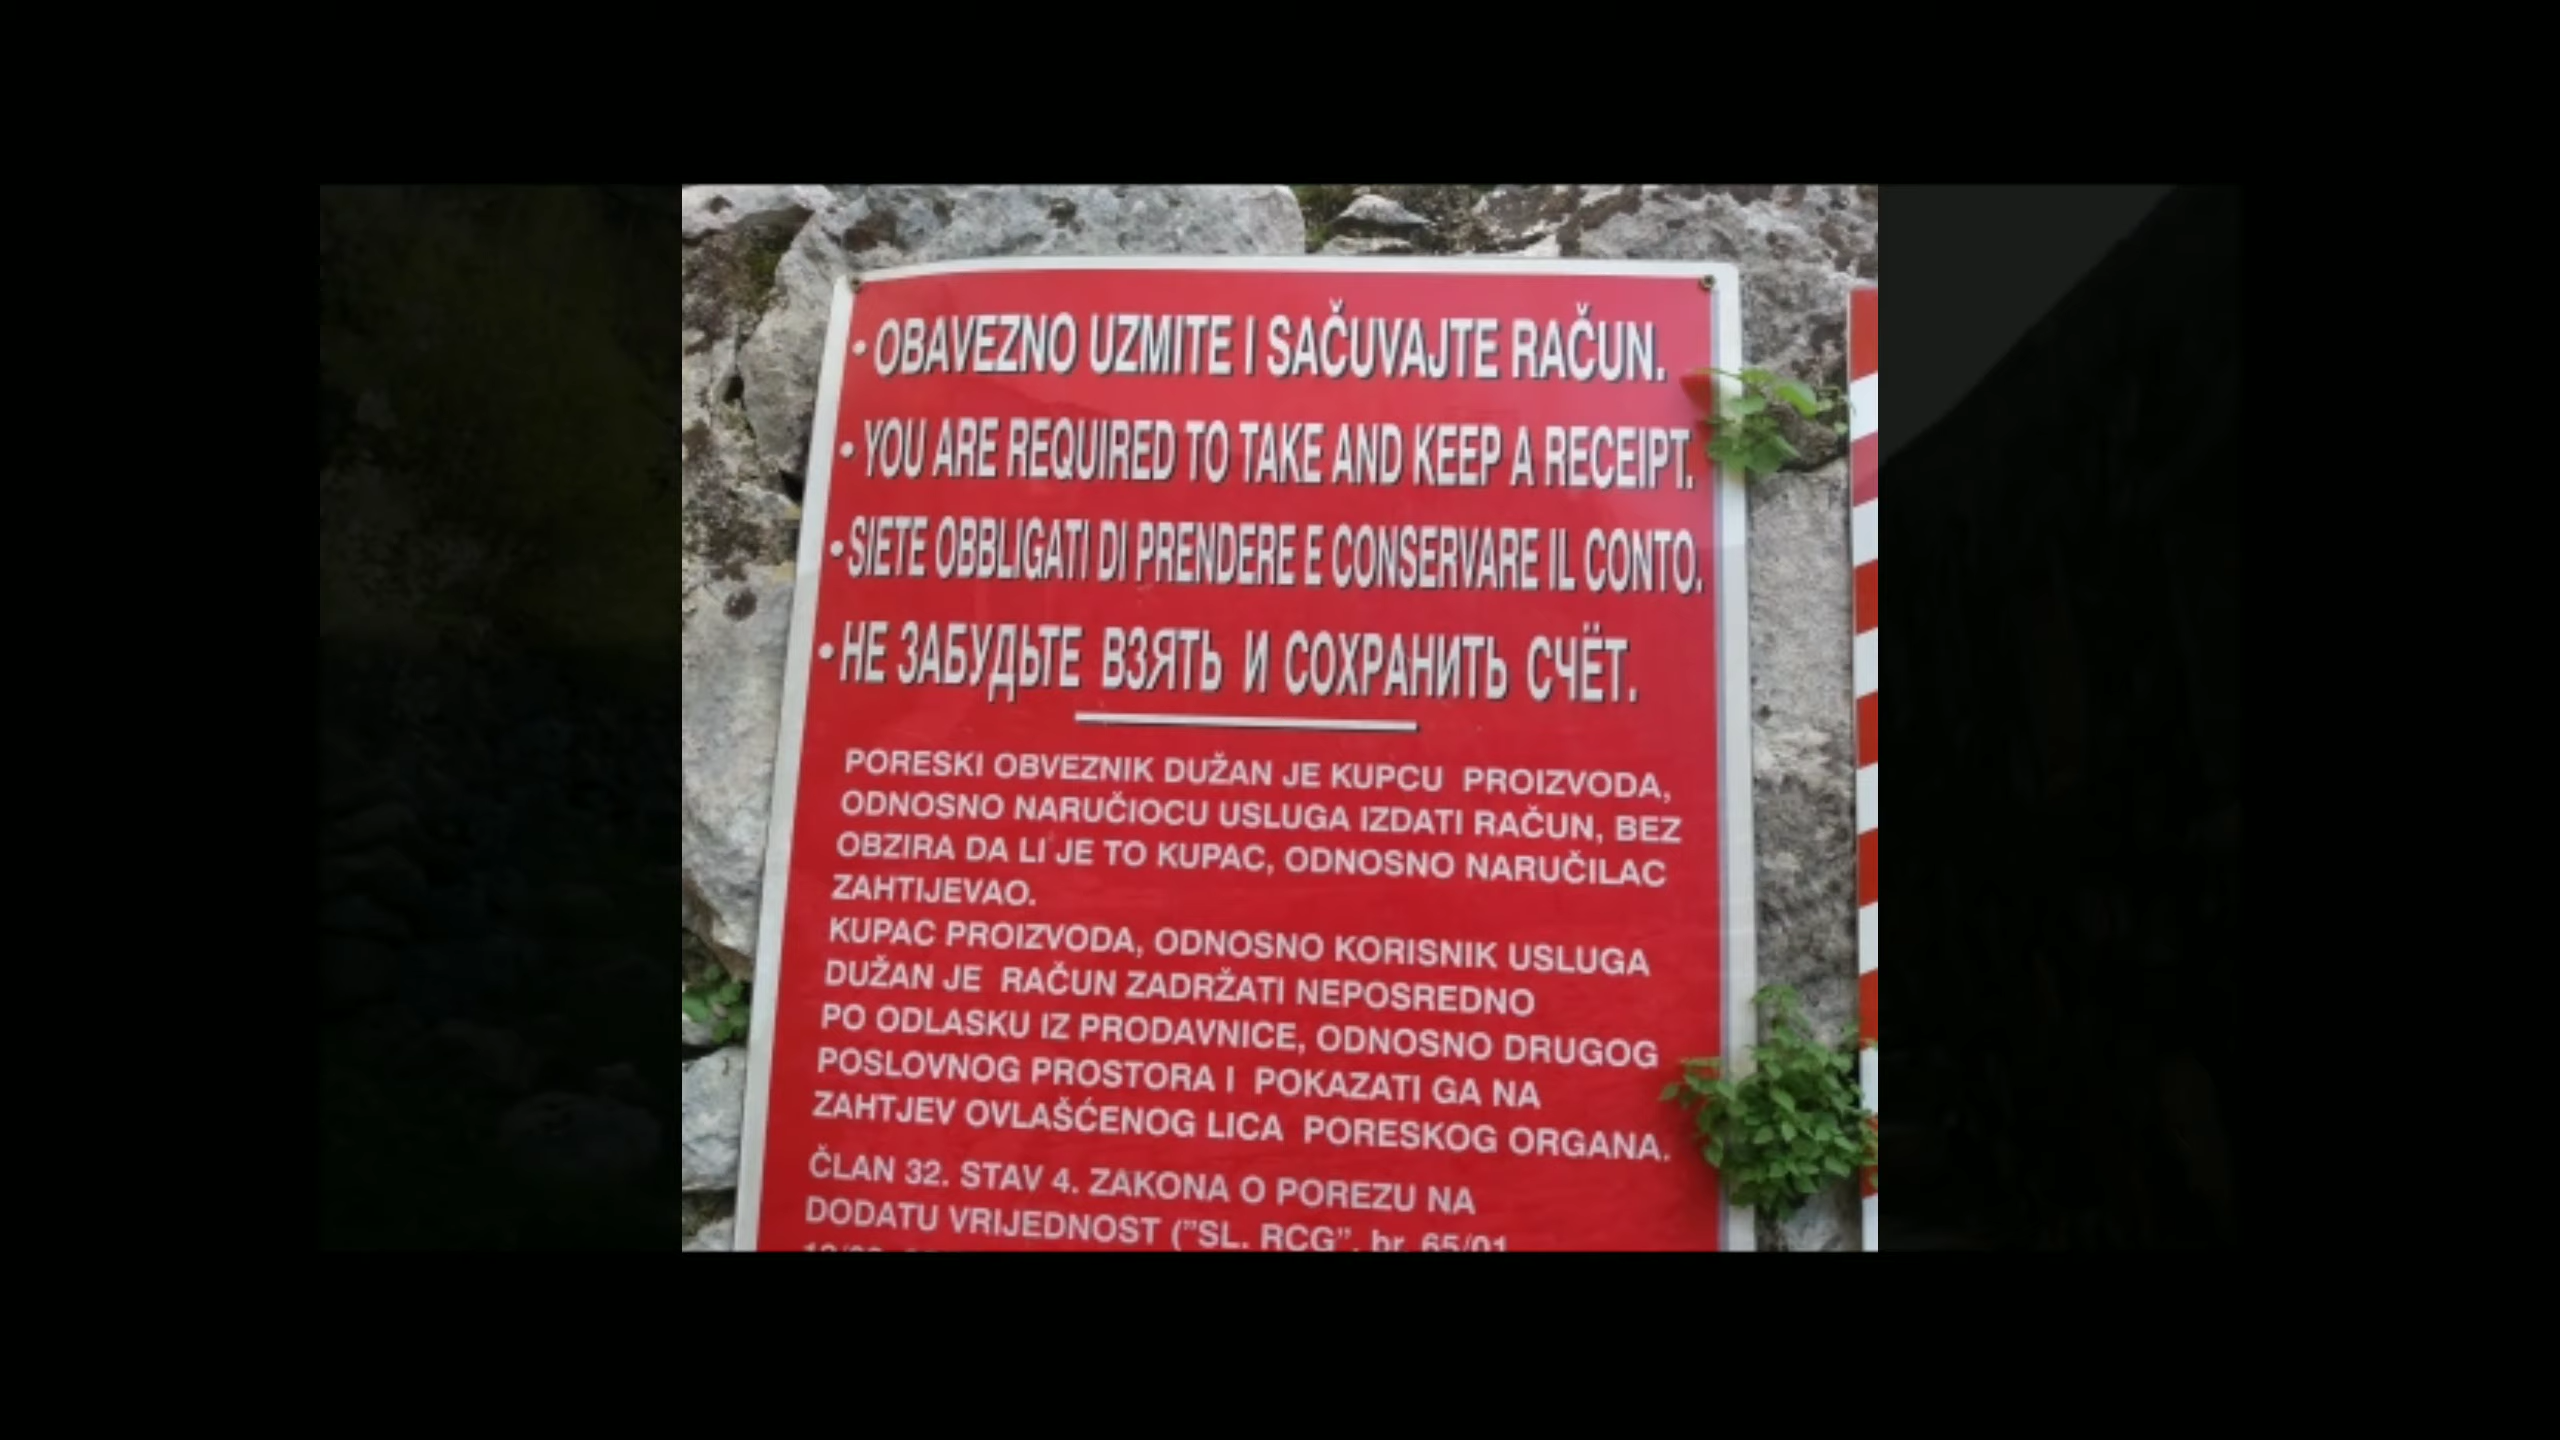 • OBAVEZNO UZMITE I SAČUVAJTE RAČUN.
• YOU ARE REQUIRED TO TAKE AND KEEP A RECEIPT.
• SIETE OBBLIGATI DI PRENDERE E CONSERVARE IL CONTO.
• НЕ ЗАБУДЬТЕ ВЗЯТЬ И СОХРАНИТЬ СЧЁТ.
PORESKI OBVEZNIK DUŽAN JE KUPCU PROIZVODA,
ODNOSNO NARUČIOCU USLUGA IZDATI RAČUN, BEZ
OBZIRA DA LI JE TO KUPAC, ODNOSNO NARUČILAC
ZAHTIJEVAO.
KUPAC PROIZVODA, ODNOSNO KORISNIK USLUGA
DUŽAN JE RAČUN ZADRŽATI NEPOSREDNO
PO ODLASKU IZ PRODAVNICE, ODNOSNO DRUGOG
POSLOVNOG PROSTORA I POKAZATI GA NA
ZAHTJEV OVLAŠĆENOG LICA PORESKOG ORGANA.
ČLAN 32. STAV 4. ZAKONA O POREZU NA
DODATU VRIJEDNOST ("SL. RCG", br. 65/01